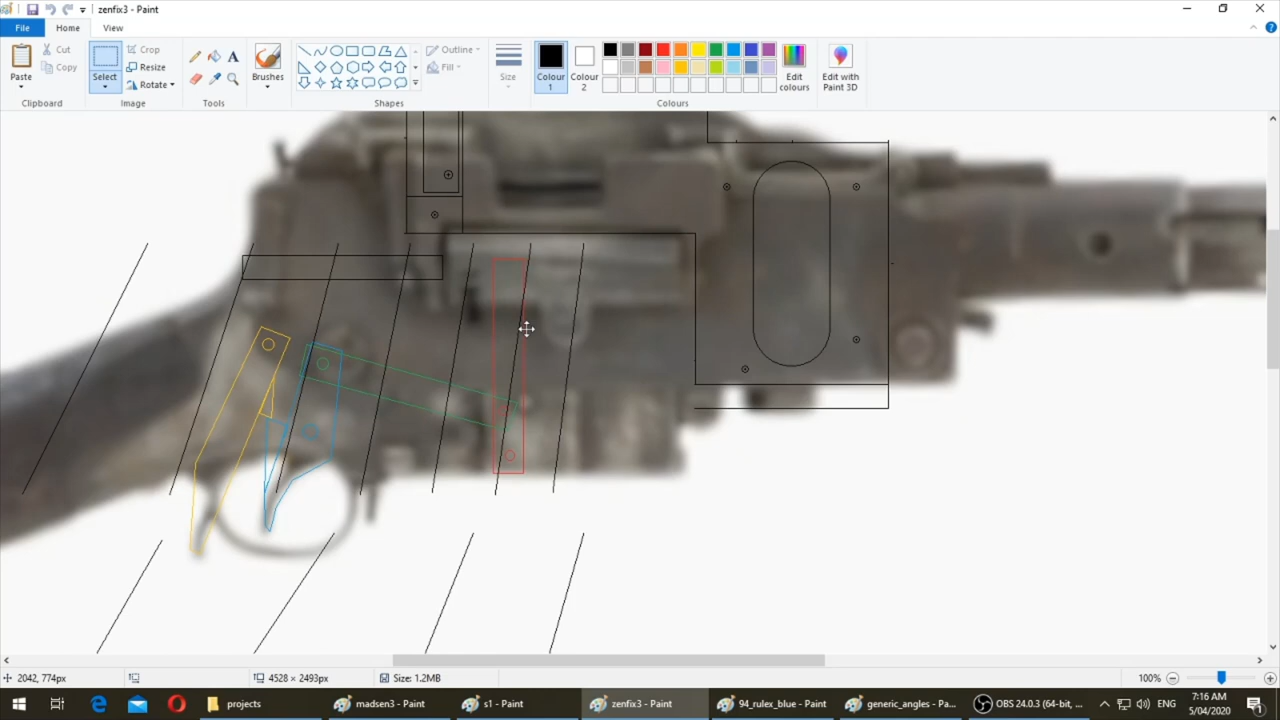 zenfix3 - Paint
File
Home
View
Paste
Cut
Copy
Clipboard
Select
Crop
Resize
Rotate
Image
Tools
Brushes
Shapes
Outline
Fill
Size
Colour
1
Colour
2
Colours
Edit
colours
Edit with
Paint 3D
2042, 774px
4528 × 2493px
Size: 1.2MB
100%
projects
madsen3 - Paint
s1 - Paint
zenfix3 - Paint
94_rulex_blue - Paint
generic_angles - Pa...
OBS 24.0.3 (64-bit, ...
7:16 AM
5/04/2020